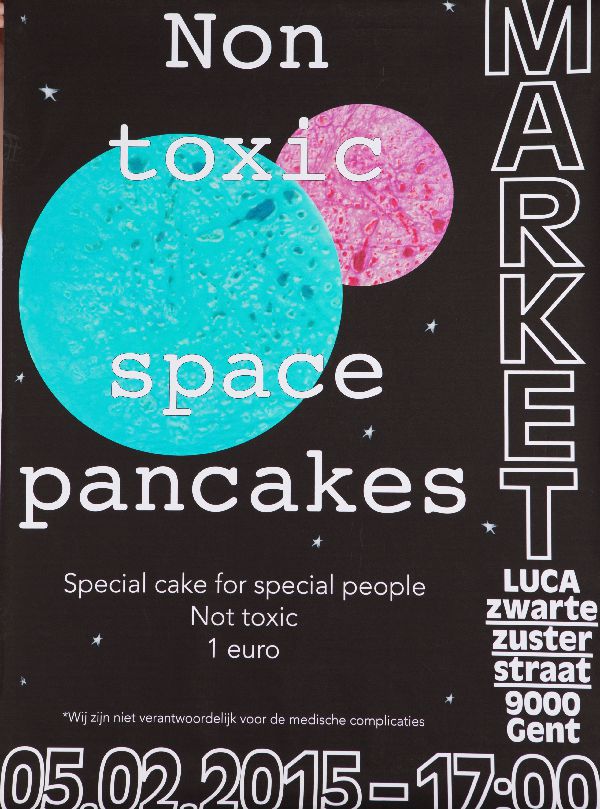 Non
toxic
space
pancakes
Special cake for special people
Not toxic
1 euro
*Wij zijn niet verantwoordelijk voor de medische complicaties
MARKET
LUCA
zwarte
zuster
straat
9000
Gent
05.02.2015-17:00